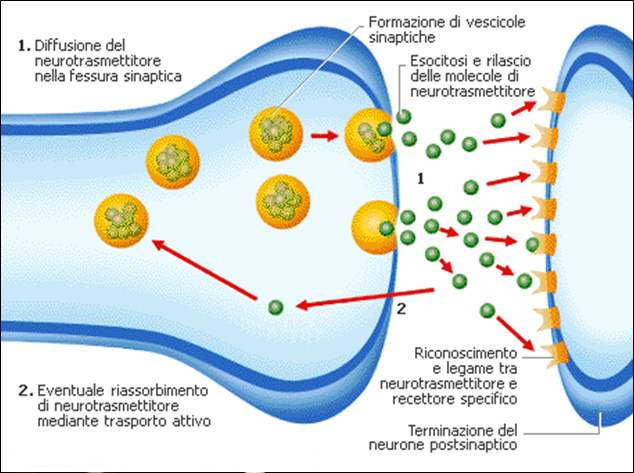 Formazione di vescicole
sinaptiche
1. Diffusione del
neurotrasmettitore
nella fessura sinaptica
Esocitosi e rilascio
delle molecole di
neurotrasmettitore
1
2
2. Eventuale riassorbimento
di neurotrasmettitore
mediante trasporto attivo
Riconoscimento
e legame tra
neurotrasmettitore e
recettore specifico
Terminazione del
neurone postsinaptico